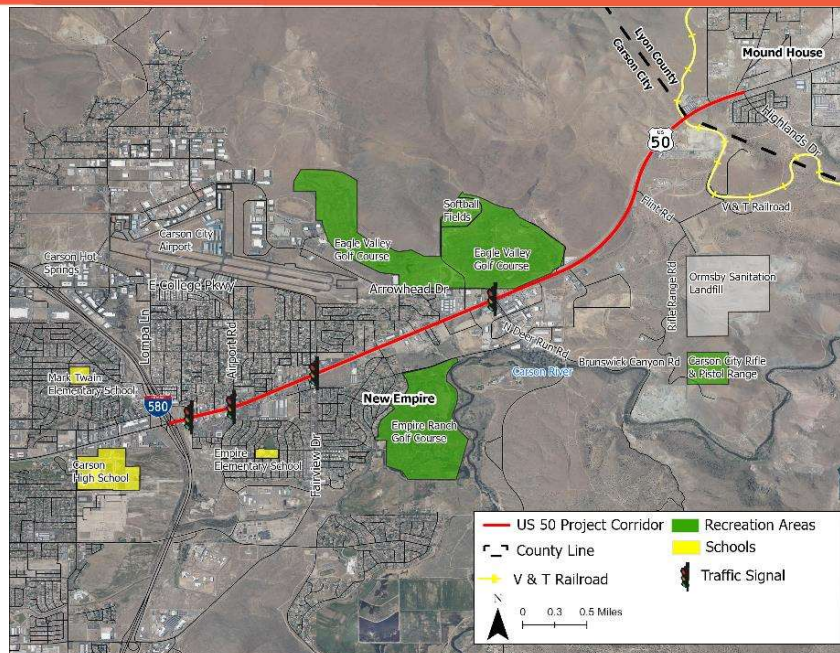 Lyon County
Carson City
Mound House
Highlands Dr
US
50
V & T Railroad
Flint Rd
Softball
Fields
Eagle Valley
Golf Course
Eagle Valley
Golf Course
Carson City
Airport
Carson Hot
Springs
E College Pkwy
Arrowhead Dr
Ormsby Sanitation
Landfill
Rifle Range Rd
Lompa Ln
Airport Rd
N Deer Run Rd
Brunswick Canyon Rd
Carson City Rifle
& Pistol Range
Carson River
Mark Twain
Elementary School
580
New Empire
Empire Ranch
Golf Course
Empire
Elementary School
Fairview Dr
Carson
High School
US 50 Project Corridor
Recreation Areas
County Line
Schools
V & T Railroad
Traffic Signal
N
0 0.3 0.5 Miles